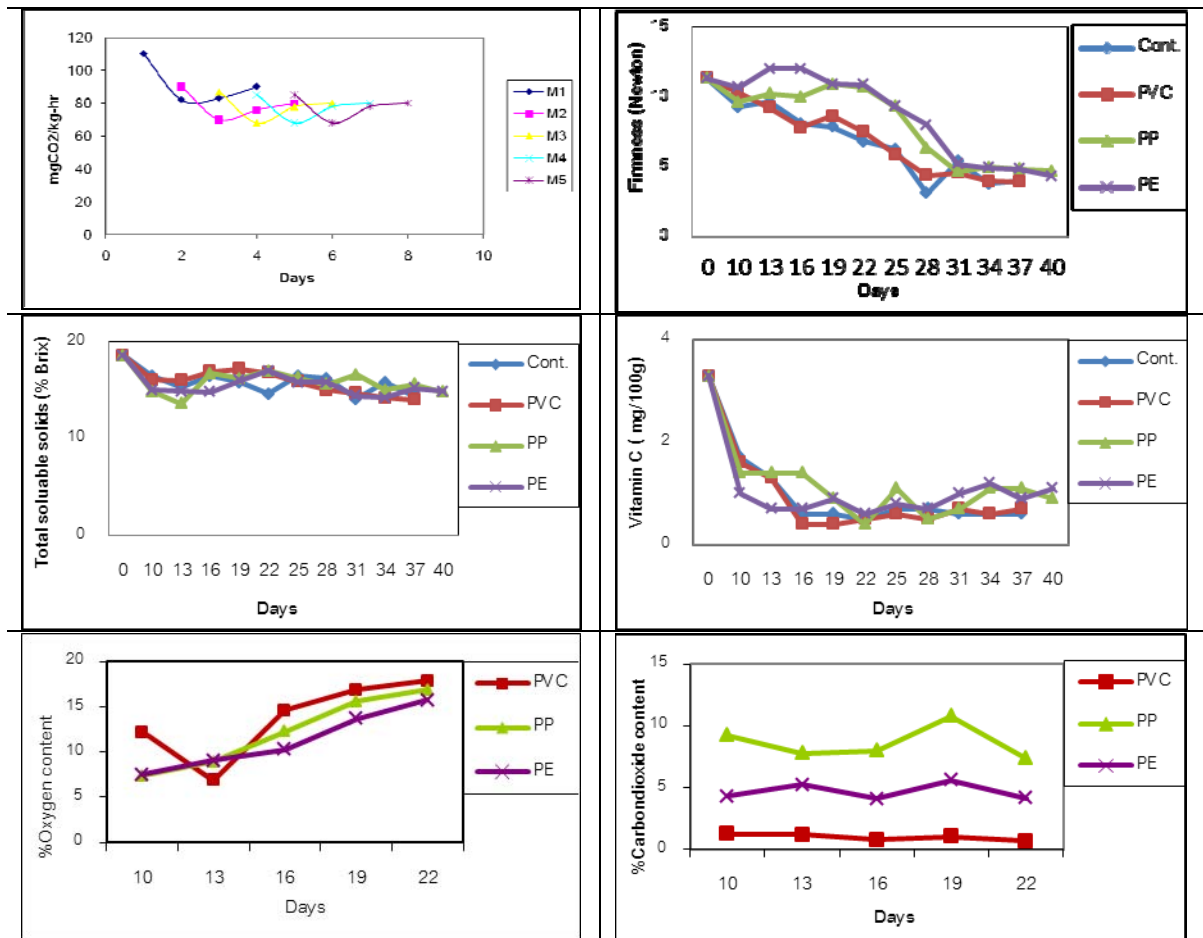 mgCO2/kg-hr
120
100
80
60
40
20
0
0 2 4 6 8 10
Days
M1
M2
M3
M4
M5
Firmness (Newton)
15
10
5
0
0 10 13 16 19 22 25 28 31 34 37 40
Days
Cont.
PVC
PP
PE
Total soluable solids (% Brix)
20
10
0
0 10 13 16 19 22 25 28 31 34 37 40
Days
Cont.
PVC
PP
PE
Vitamin C ( mg/100g)
4
2
0
0 10 13 16 19 22 25 28 31 34 37 40
Days
Cont.
PVC
PP
PE
%Oxygen content
20
15
10
5
0
10 13 16 19 22
Days
PVC
PP
PE
%Carbondioxide content
15
10
5
0
10 13 16 19 22
Days
PVC
PP
PE